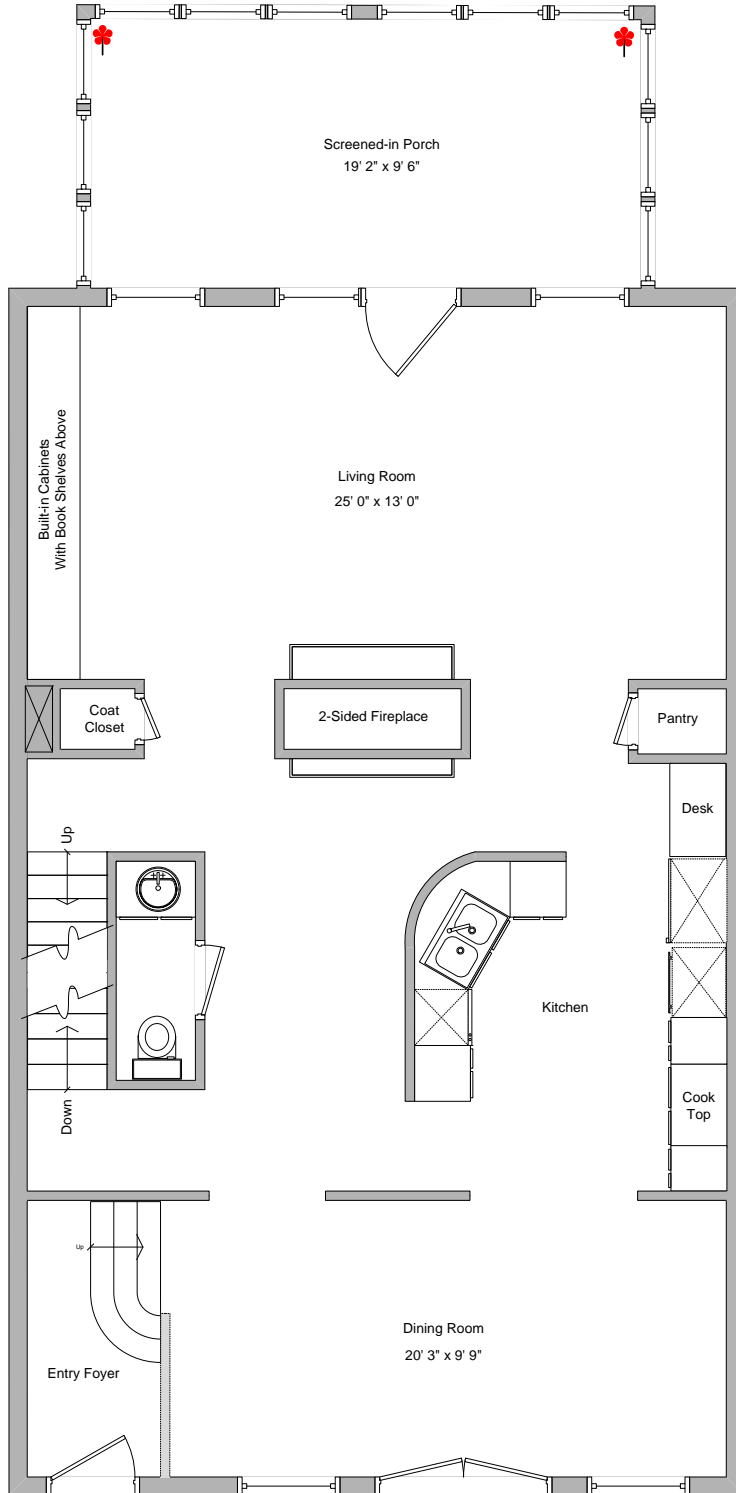 Screened-in Porch
19' 2" x 9' 6"
Built-in Cabinets
With Book Shelves Above
Living Room
25' 0" x 13' 0"
Coat
Closet
2-Sided Fireplace
Pantry
Desk
Up
Kitchen
Down
Cook
Top
Up
Dining Room
20' 3" x 9' 9"
Entry Foyer